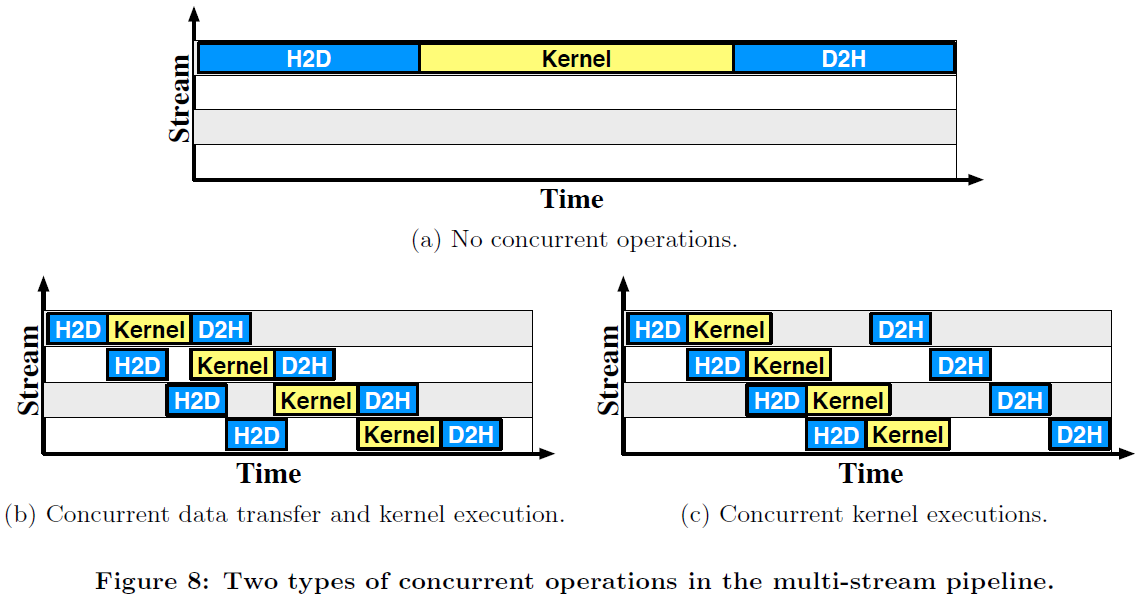 Stream
H2D Kernel D2H
Time
(a) No concurrent operations.
Stream
H2D Kernel D2H
H2D Kernel D2H
H2D Kernel D2H
H2D Kernel D2H
Time
(b) Concurrent data transfer and kernel execution.
Stream
H2D Kernel D2H
H2D Kernel D2H
H2D Kernel D2H
H2D Kernel D2H
Time
(c) Concurrent kernel executions.
Figure 8: Two types of concurrent operations in the multi-stream pipeline.